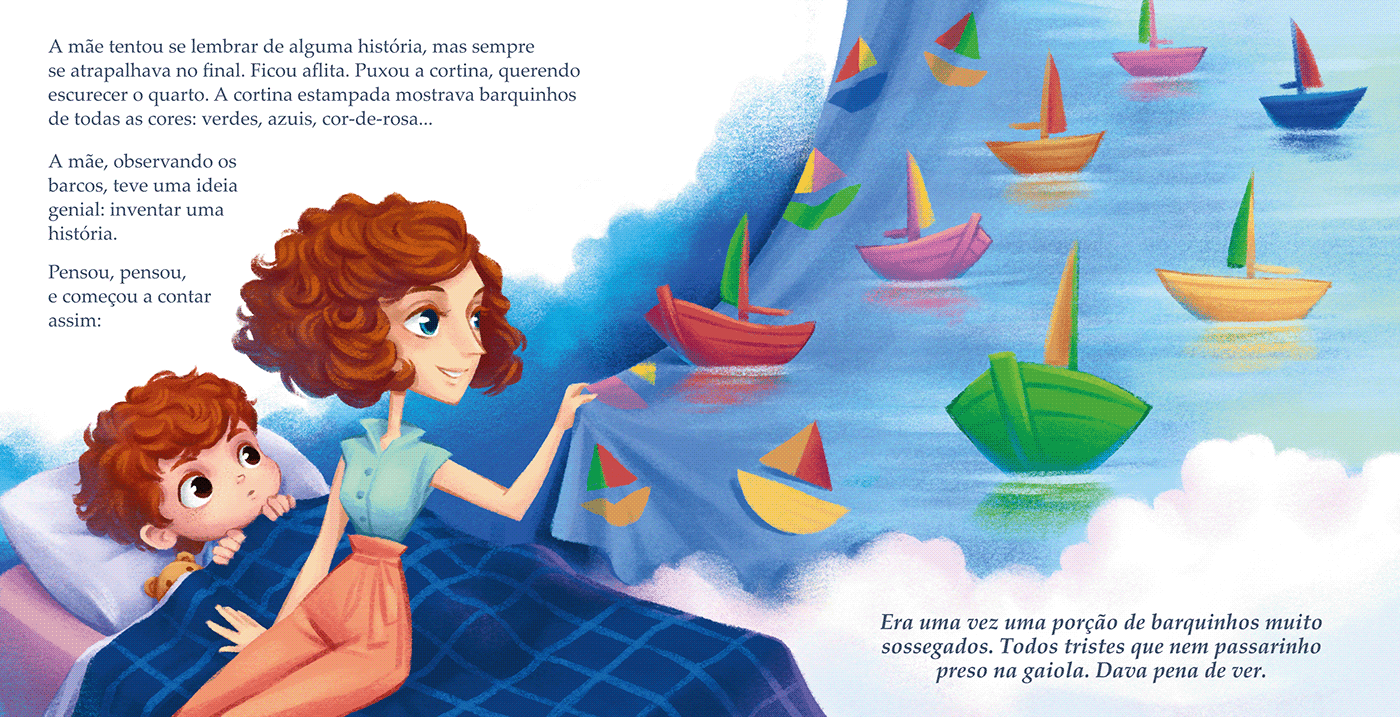 A mãe tentou se lembrar de alguma história, mas sempre
se atrapalhava no final. Ficou aflita. Puxou a cortina, querendo
escurecer o quarto. A cortina estampada mostrava barquinhos
de todas as cores: verdes, azuis, cor-de-rosa...
A mãe, observando os
barcos, teve uma ideia
genial: inventar uma
história.
Pensou, pensou,
e começou a contar
assim:
Era uma vez uma porção de barquinhos muito
sossegados. Todos tristes que nem passarinho
preso na gaiola. Dava pena de ver.